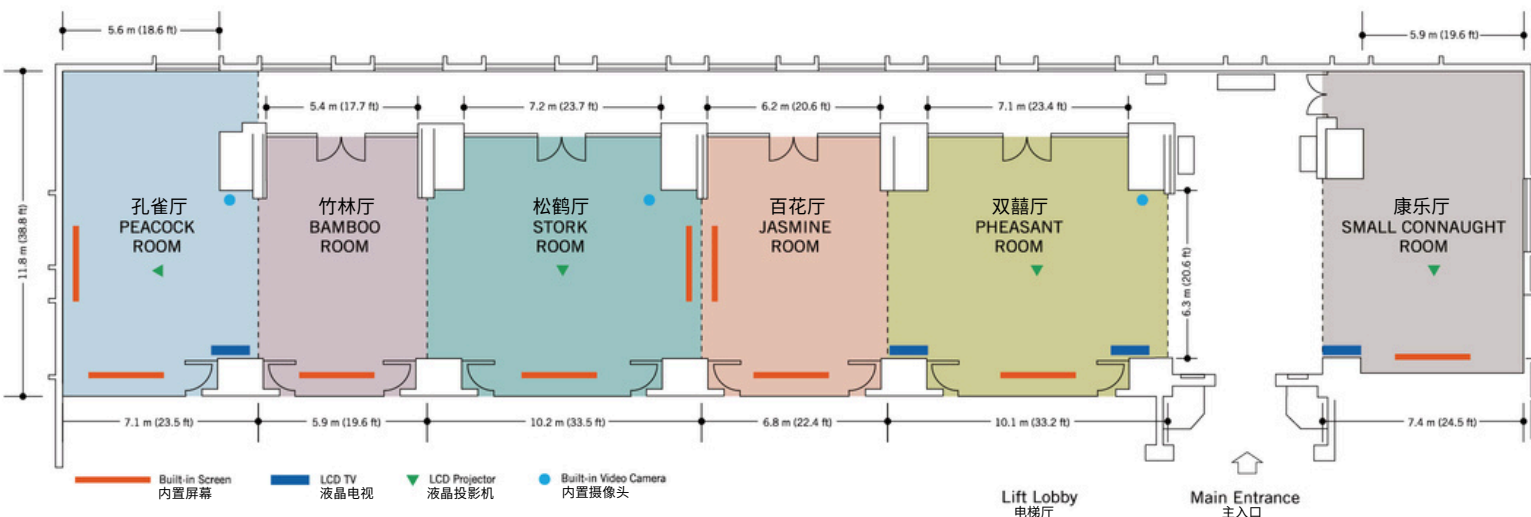 5.6 m (18.6 ft)
5.9 m (19.6 ft)
5.4 m (17.7 ft)
7.2 m (23.7 ft)
6.2 m (20.6 ft)
7.1 m (23.4 ft)
11.8 m (38.8 ft)
孔雀厅
PEACOCK
ROOM
竹林厅
BAMBOO
ROOM
松鹤厅
STORK
ROOM
百花厅
JASMINE
ROOM
双囍厅
PHEASANT
ROOM
6.3 m (20.6 ft)
康乐厅
SMALL CONNAUGHT
ROOM
7.1 m (23.5 ft)
5.9 m (19.6 ft)
10.2 m (33.5 ft)
6.8 m (22.4 ft)
10.1 m (33.2 ft)
7.4 m (24.5 ft)
Built-in Screen
内置屏幕
LCD TV
液晶电视
LCD Projector
液晶投影机
Built-in Video Camera
内置摄像头
Lift Lobby
电梯厅
Main Entrance
主入口